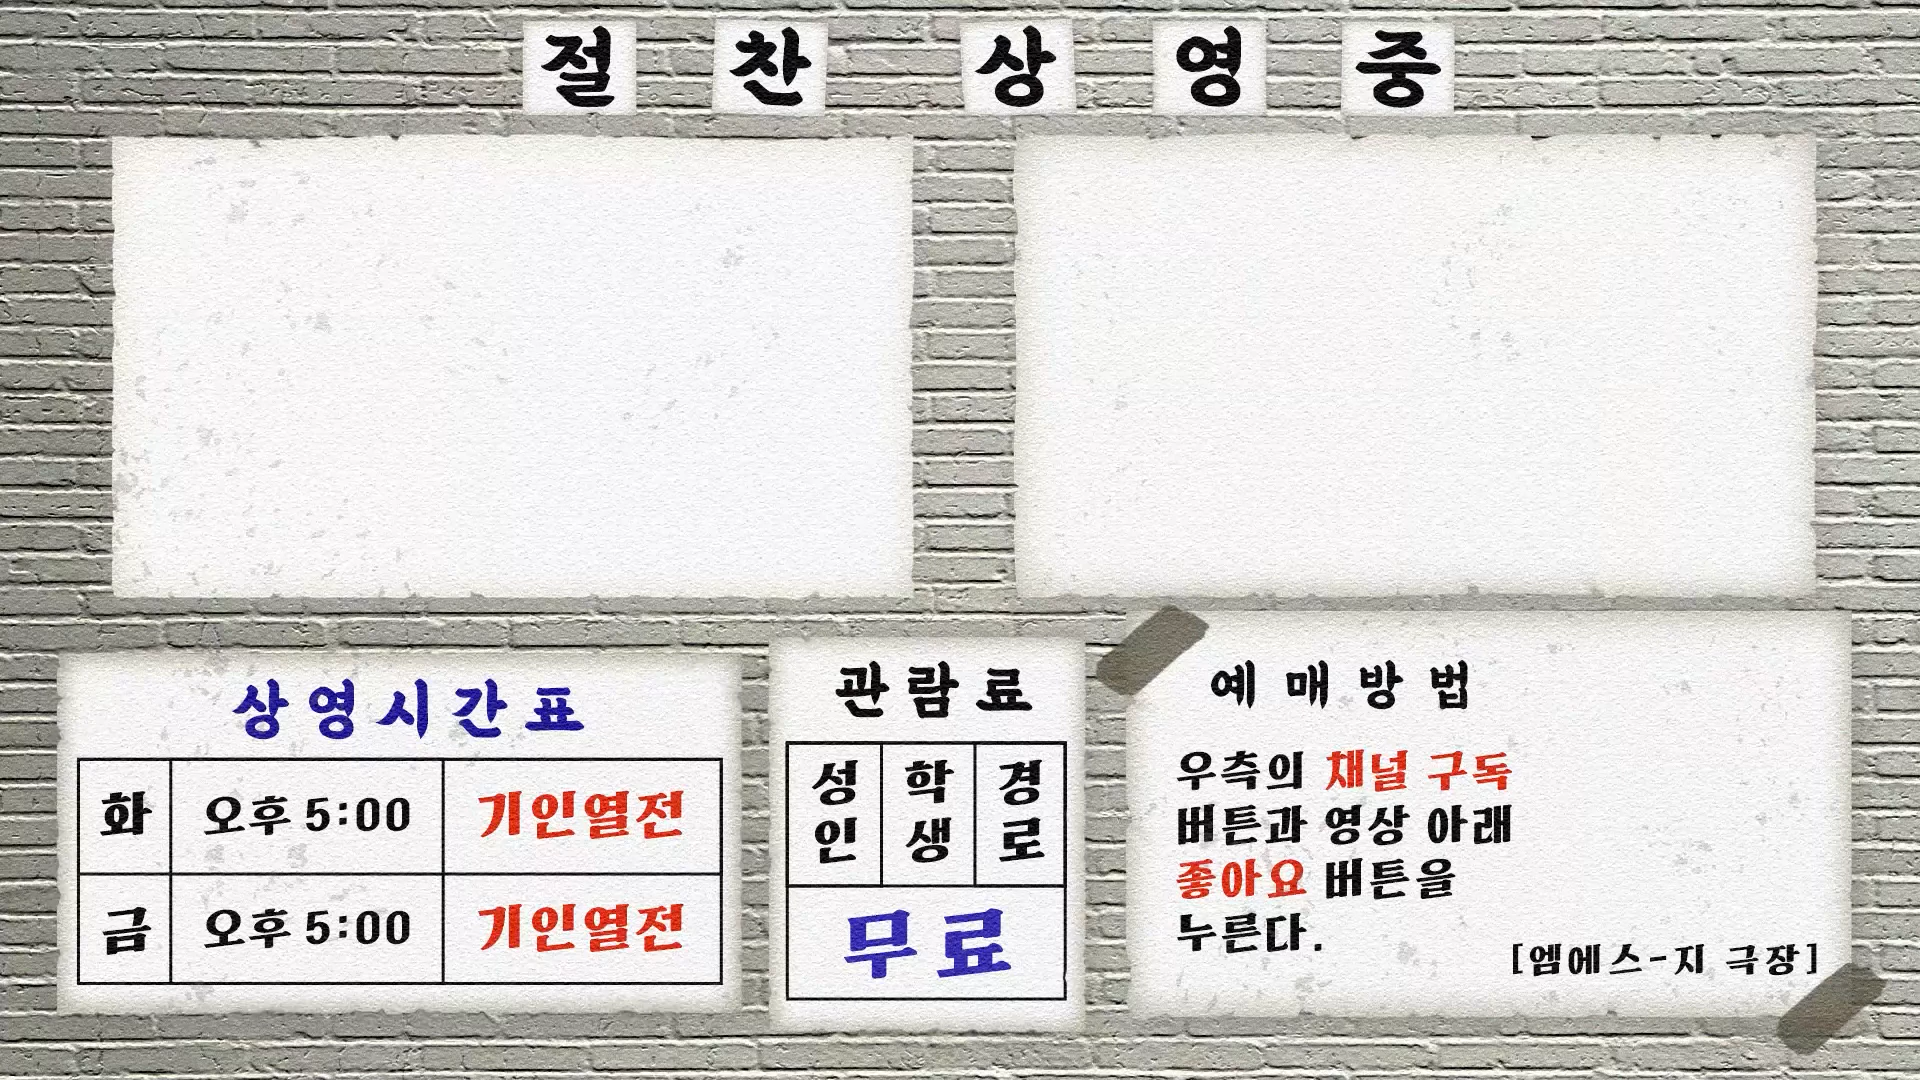 절찬 상영중
상영시간표
화 오후 5:00 기인열전
금 오후 5:00 기인열전
관람료
성인 학생 경로
무료
예매방법
우측의 채널 구독
버튼과 영상 아래
좋아요 버튼을
누른다.
[엠에스-지 극장]